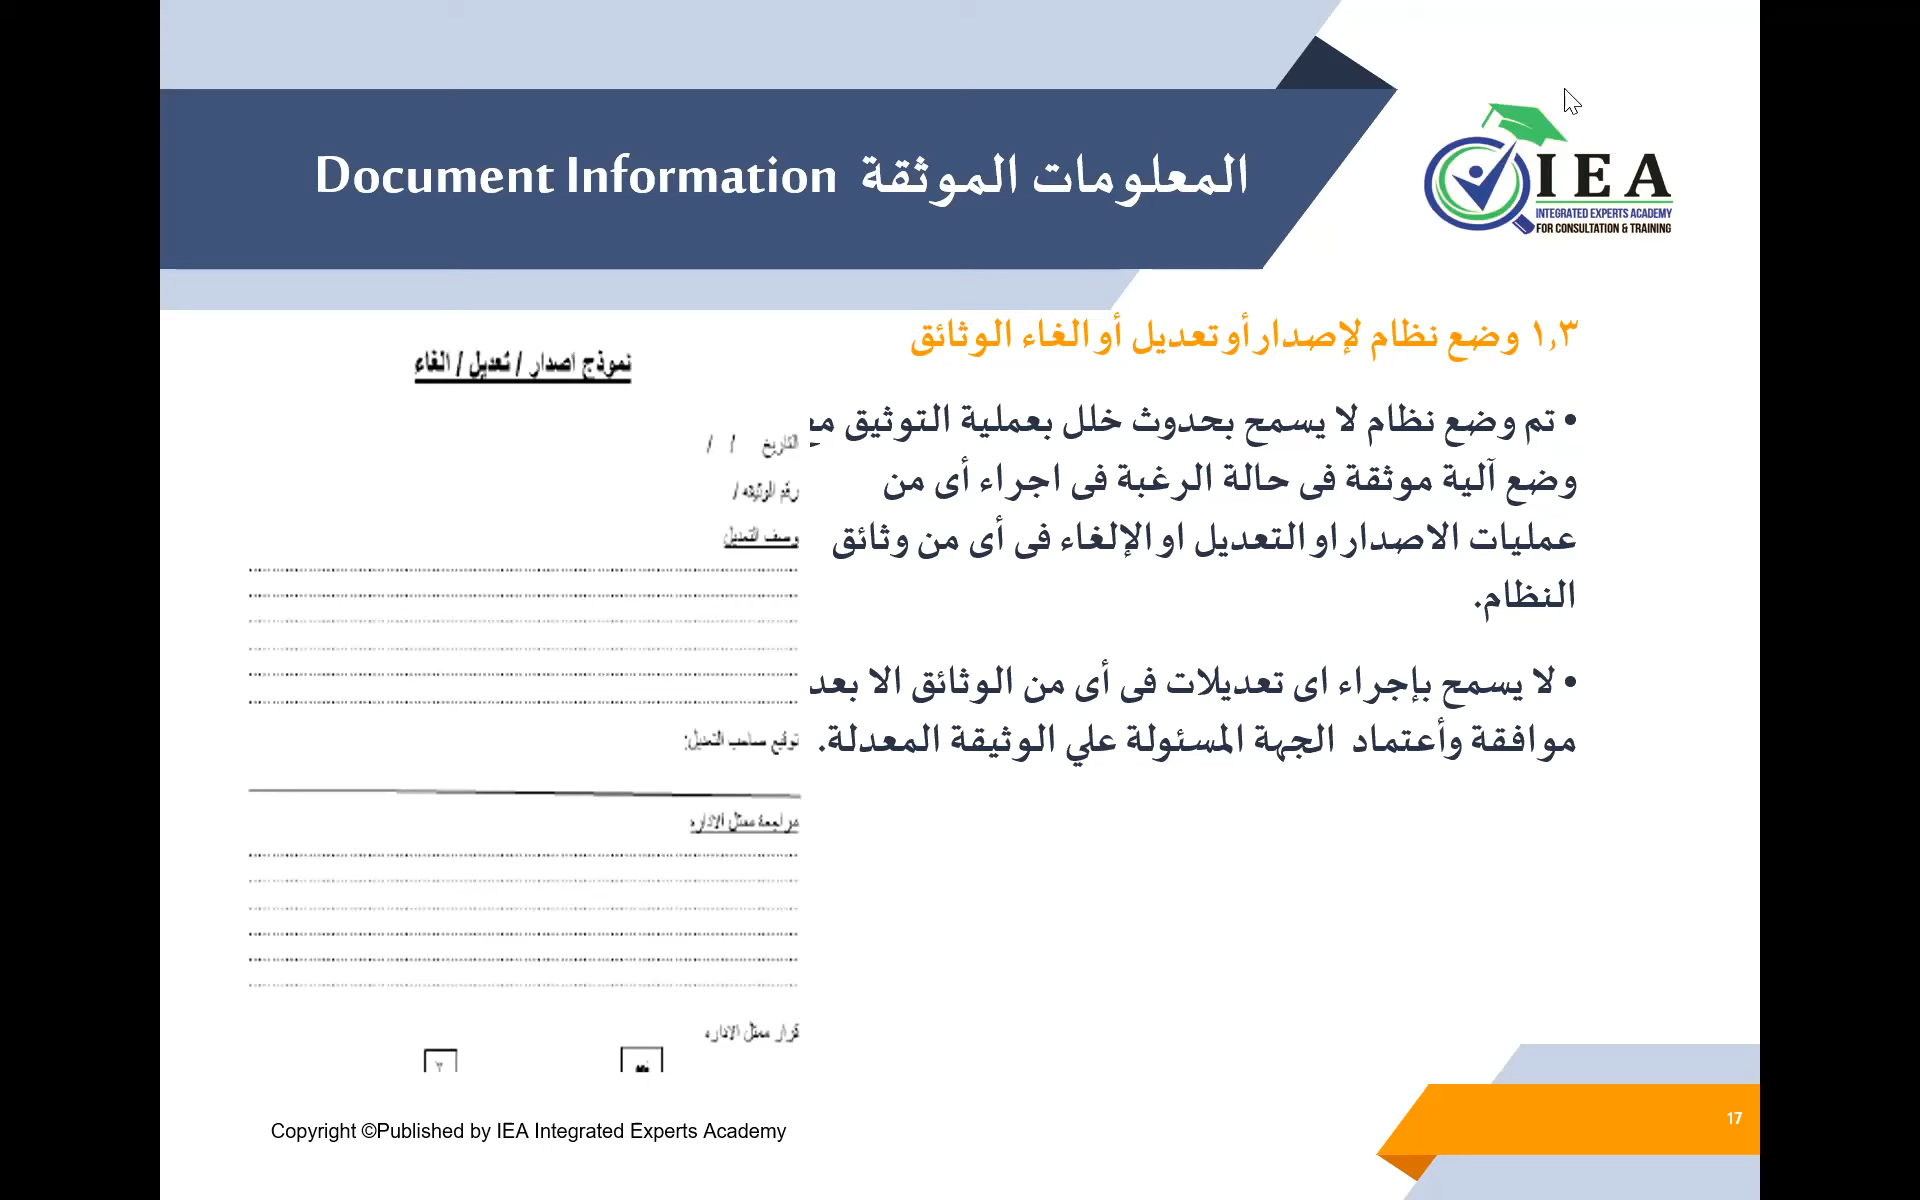 المعلومات الموثقة Document Information
IEA
INTEGRATED EXPERTS ACADEMY
FOR CONSULTATION & TRAINING
١,٣ وضع نظام لإصدار أو تعديل أو الغاء الوثائق
• تم وضع نظام لا يسمح بحدوث خلل بعملية التوثيق مع
وضع آلية موثقة فى حالة الرغبة فى اجراء أى من
عمليات الاصدار او التعديل او الإلغاء فى أى من وثائق
النظام.
• لا يسمح بإجراء اى تعديلات فى أى من الوثائق الا بعد
موافقة وأعتماد الجهة المسئولة علي الوثيقة المعدلة.
نموذج اصدار / تعديل / الغاء
التاريخ / /
رقم الوثيقه /
وصف التعديل
توقيع صاحب التعديل:
مراجعة ممثل الاداره
قرار ممثل الاداره
Copyright ©Published by IEA Integrated Experts Academy
17